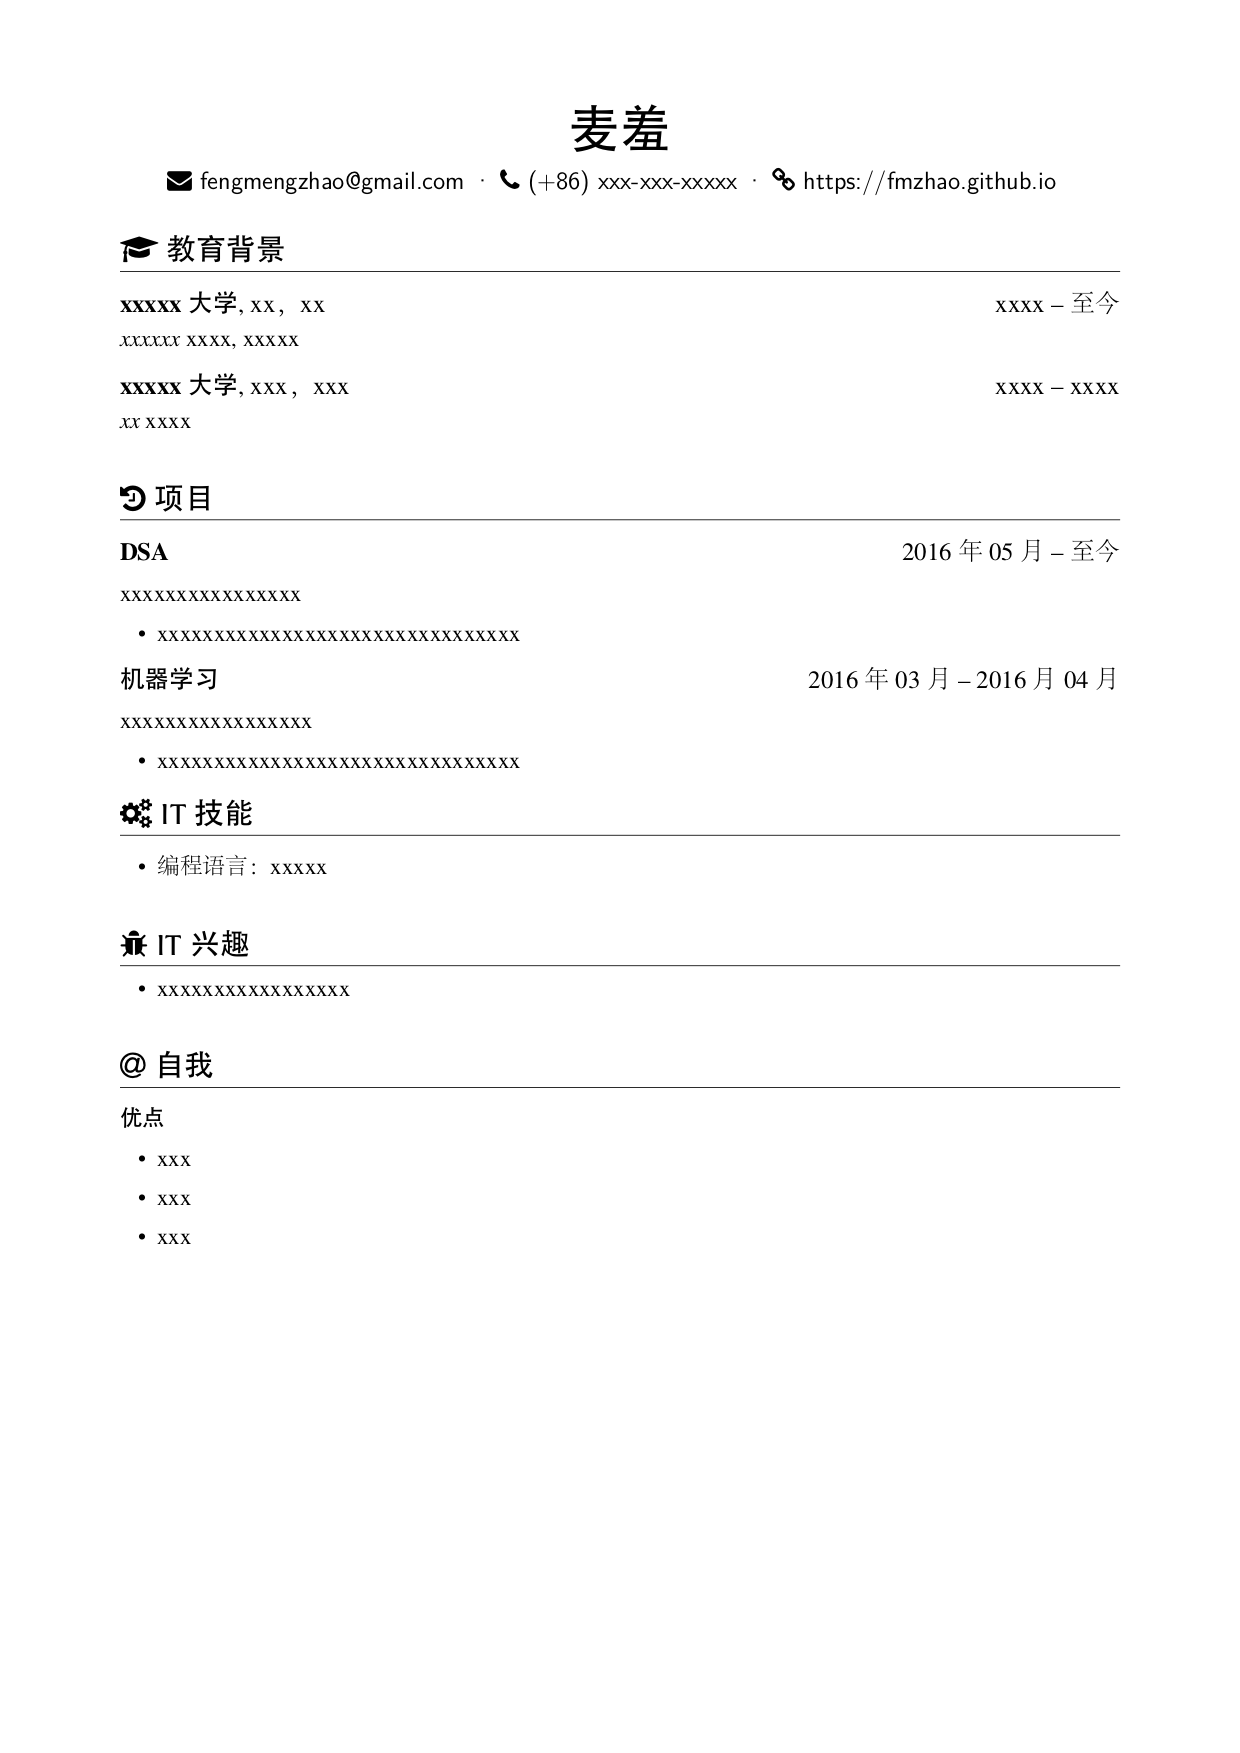 麦羞
fengmengzhao@gmail.com · (+86) xxx-xxx-xxxxx · https://fmzhao.github.io
教育背景
xxxxx 大学, xx，xx xxxx – 至今
xxxxxx xxxx, xxxxx
xxxxx 大学, xxx，xxx xxxx – xxxx
xx xxxx
项目
DSA 2016 年 05 月 – 至今
xxxxxxxxxxxxxxxx
• xxxxxxxxxxxxxxxxxxxxxxxxxxxxxxxx
机器学习 2016 年 03 月 – 2016 月 04 月
xxxxxxxxxxxxxxxxx
• xxxxxxxxxxxxxxxxxxxxxxxxxxxxxxxx
IT 技能
• 编程语言：xxxxx
IT 兴趣
• xxxxxxxxxxxxxxxxx
@ 自我
优点
• xxx
• xxx
• xxx